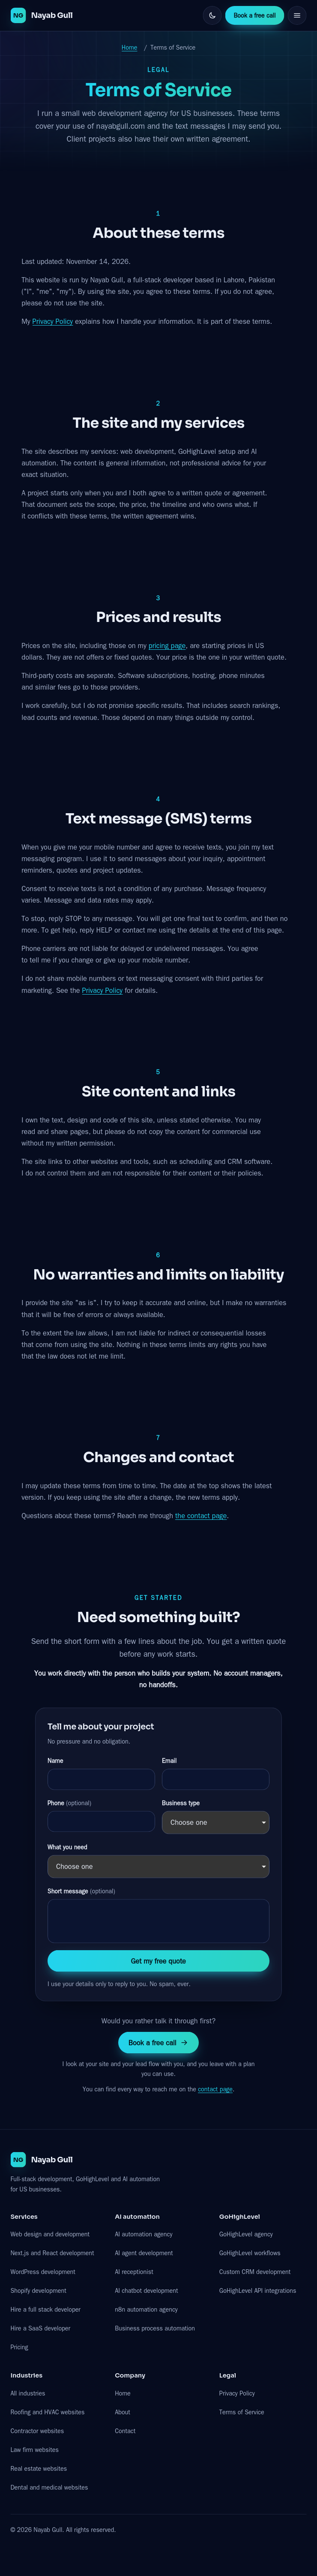 NG Nayab Gull
Book a free call
Home / Terms of Service
LEGAL
Terms of Service
I run a small web development agency for US businesses. These terms
cover your use of nayabgull.com and the text messages I may send you.
Client projects also have their own written agreement.
1
About these terms
Last updated: November 14, 2026.
This website is run by Nayab Gull, a full-stack developer based in Lahore, Pakistan
("I", "me", "my"). By using the site, you agree to these terms. If you do not agree,
please do not use the site.
My Privacy Policy explains how I handle your information. It is part of these terms.
2
The site and my services
The site describes my services: web development, GoHighLevel setup and AI
automation. The content is general information, not professional advice for your
exact situation.
A project starts only when you and I both agree to a written quote or agreement.
That document sets the scope, the price, the timeline and who owns what. If
it conflicts with these terms, the written agreement wins.
3
Prices and results
Prices on the site, including those on my pricing page, are starting prices in US
dollars. They are not offers or fixed quotes. Your price is the one in your written quote.
Third-party costs are separate. Software subscriptions, hosting, phone minutes
and similar fees go to those providers.
I work carefully, but I do not promise specific results. That includes search rankings,
lead counts and revenue. Those depend on many things outside my control.
4
Text message (SMS) terms
When you give me your mobile number and agree to receive texts, you join my text
messaging program. I use it to send messages about your inquiry, appointment
reminders, quotes and project updates.
Consent to receive texts is not a condition of any purchase. Message frequency
varies. Message and data rates may apply.
To stop, reply STOP to any message. You will get one final text to confirm, and then no
more. To get help, reply HELP or contact me using the details at the end of this page.
Phone carriers are not liable for delayed or undelivered messages. You agree
to tell me if you change or give up your mobile number.
I do not share mobile numbers or text messaging consent with third parties for
marketing. See the Privacy Policy for details.
5
Site content and links
I own the text, design and code of this site, unless stated otherwise. You may
read and share pages, but please do not copy the content for commercial use
without my written permission.
The site links to other websites and tools, such as scheduling and CRM software.
I do not control them and am not responsible for their content or their policies.
6
No warranties and limits on liability
I provide the site "as is". I try to keep it accurate and online, but I make no warranties
that it will be free of errors or always available.
To the extent the law allows, I am not liable for indirect or consequential losses
that come from using the site. Nothing in these terms limits any rights you have
that the law does not let me limit.
7
Changes and contact
I may update these terms from time to time. The date at the top shows the latest
version. If you keep using the site after a change, the new terms apply.
Questions about these terms? Reach me through the contact page.
GET STARTED
Need something built?
Send the short form with a few lines about the job. You get a written quote
before any work starts.
You work directly with the person who builds your system. No account managers,
no handoffs.
Tell me about your project
No pressure and no obligation.
Name Email
Phone (optional) Business type
Choose one
What you need
Choose one
Short message (optional)
Get my free quote
I use your details only to reply to you. No spam, ever.
Would you rather talk it through first?
Book a free call →
I look at your site and your lead flow with you, and you leave with a plan
you can use.
You can find every way to reach me on the contact page.
NG Nayab Gull
Full-stack development, GoHighLevel and AI automation
for US businesses.
Services
Web design and development
Next.js and React development
WordPress development
Shopify development
Hire a full stack developer
Hire a SaaS developer
Pricing
AI automation
AI automation agency
AI agent development
AI receptionist
AI chatbot development
n8n automation agency
Business process automation
GoHighLevel
GoHighLevel agency
GoHighLevel workflows
Custom CRM development
GoHighLevel API integrations
Industries
All industries
Roofing and HVAC websites
Contractor websites
Law firm websites
Real estate websites
Dental and medical websites
Company
Home
About
Contact
Legal
Privacy Policy
Terms of Service
© 2026 Nayab Gull. All rights reserved.